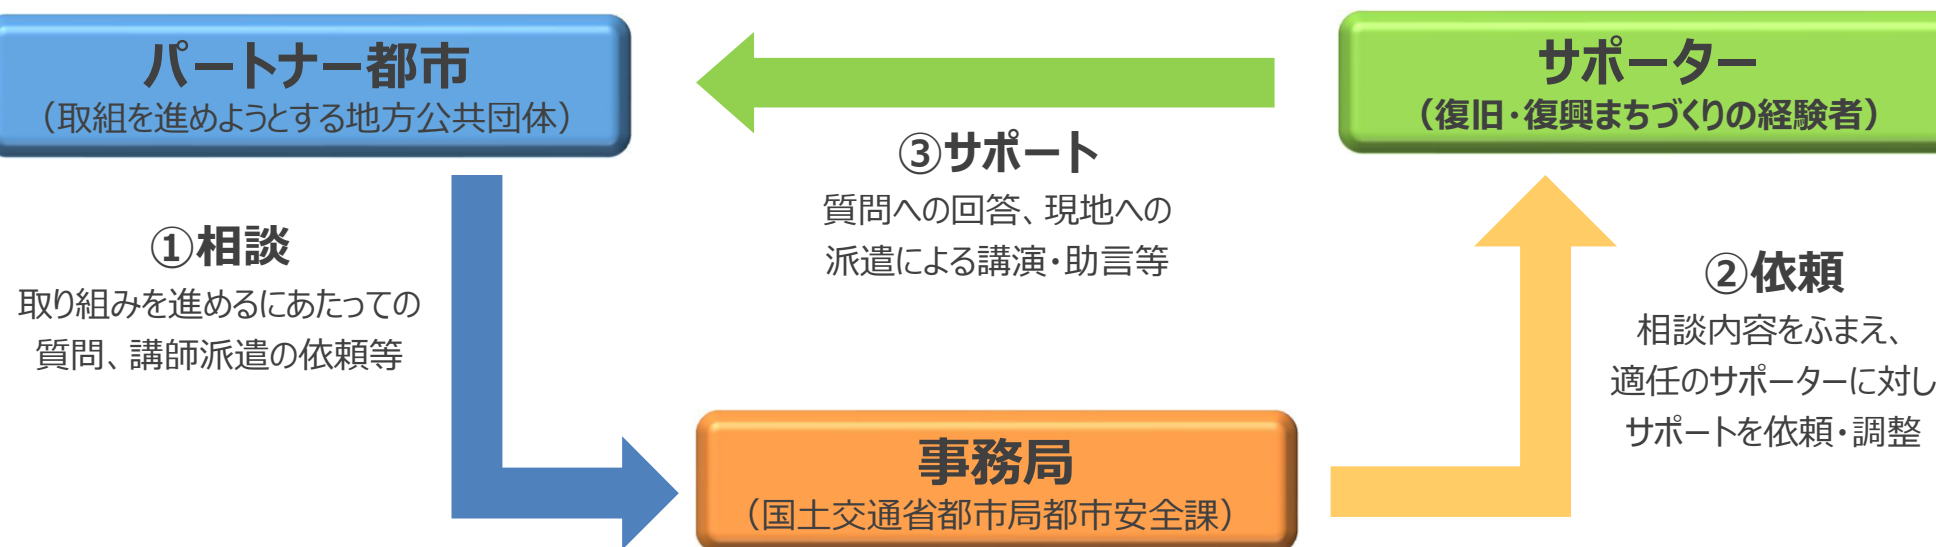 パートナー都市
（取組を進めようとする地方公共団体）
サポーター
（復旧・復興まちづくりの経験者）
③サポート
質問への回答、現地への
派遣による講演・助言等
①相談
取り組みを進めるにあたっての
質問、講師派遣の依頼等
②依頼
相談内容をふまえ、
適任のサポーターに対し
サポートを依頼・調整
事務局
（国土交通省都市局都市安全課）